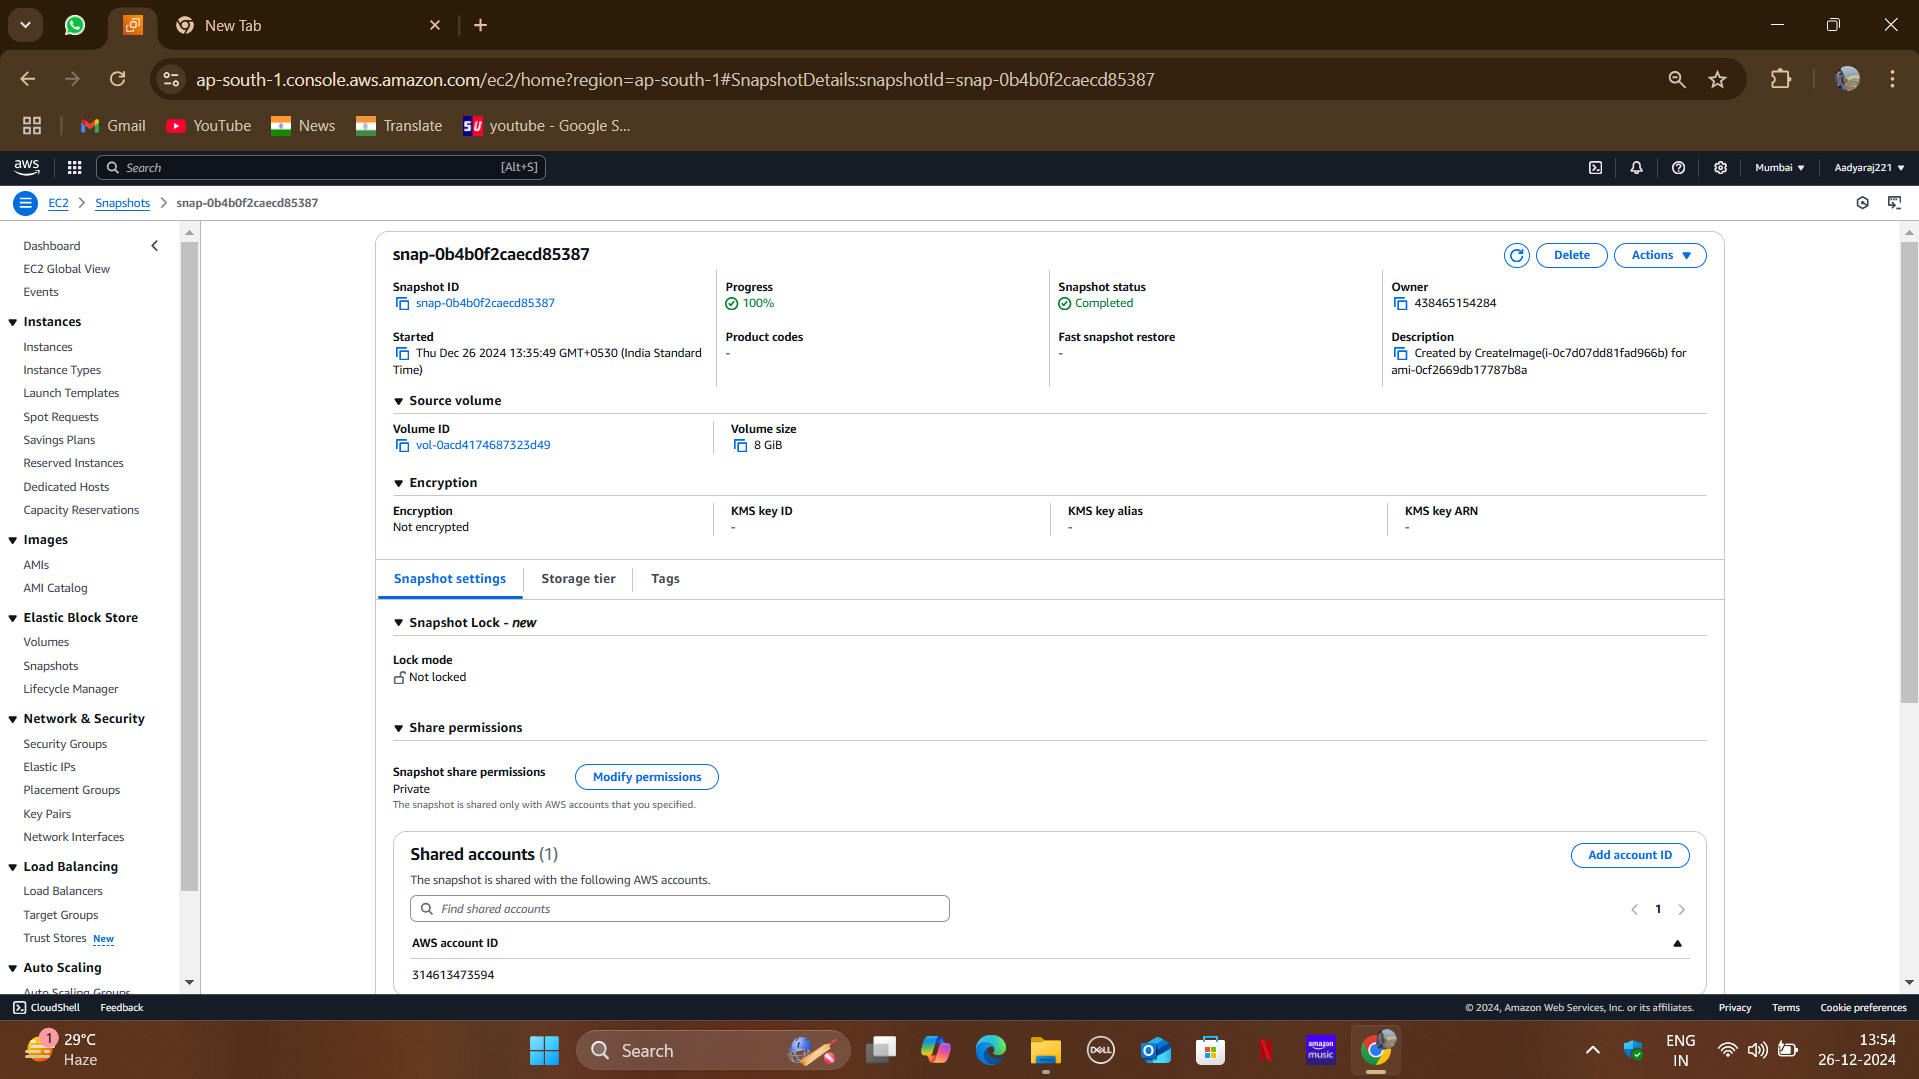 New Tab
ap-south-1.console.aws.amazon.com/ec2/home?region=ap-south-1#SnapshotDetails:snapshotId=snap-0b4b0f2caecd85387
Gmail
YouTube
News
Translate
SU
youtube - Google S...
aws
Search
[Alt+S]
Mumbai
Aadyaraj221
EC2
Snapshots
snap-0b4b0f2caecd85387
Dashboard
EC2 Global View
Events
Instances
Instances
Instance Types
Launch Templates
Spot Requests
Savings Plans
Reserved Instances
Dedicated Hosts
Capacity Reservations
Images
AMIs
AMI Catalog
Elastic Block Store
Volumes
Snapshots
Lifecycle Manager
Network & Security
Security Groups
Elastic IPs
Placement Groups
Key Pairs
Network Interfaces
Load Balancing
Load Balancers
Target Groups
Trust Stores New
Auto Scaling
Auto Scaling Groups
snap-0b4b0f2caecd85387
Delete
Actions
Snapshot ID
snap-0b4b0f2caecd85387
Progress
100%
Snapshot status
Completed
Owner
438465154284
Started
Thu Dec 26 2024 13:35:49 GMT+0530 (India Standard
Time)
Product codes
-
Fast snapshot restore
-
Description
Created by CreateImage(i-0c7d07dd81fad966b) for
ami-0cf2669db17787b8a
Source volume
Volume ID
vol-0acd4174687323d49
Volume size
8 GiB
Encryption
Encryption
Not encrypted
KMS key ID
-
KMS key alias
-
KMS key ARN
-
Snapshot settings
Storage tier
Tags
Snapshot Lock - new
Lock mode
Not locked
Share permissions
Snapshot share permissions
Private
Modify permissions
The snapshot is shared only with AWS accounts that you specified.
Shared accounts (1)
Add account ID
The snapshot is shared with the following AWS accounts.
Find shared accounts
1
AWS account ID
314613473594
CloudShell
Feedback
© 2024, Amazon Web Services, Inc. or its affiliates.
Privacy
Terms
Cookie preferences
1
29°C
Haze
Search
DELL
amazon
music
ENG
IN
13:54
26-12-2024